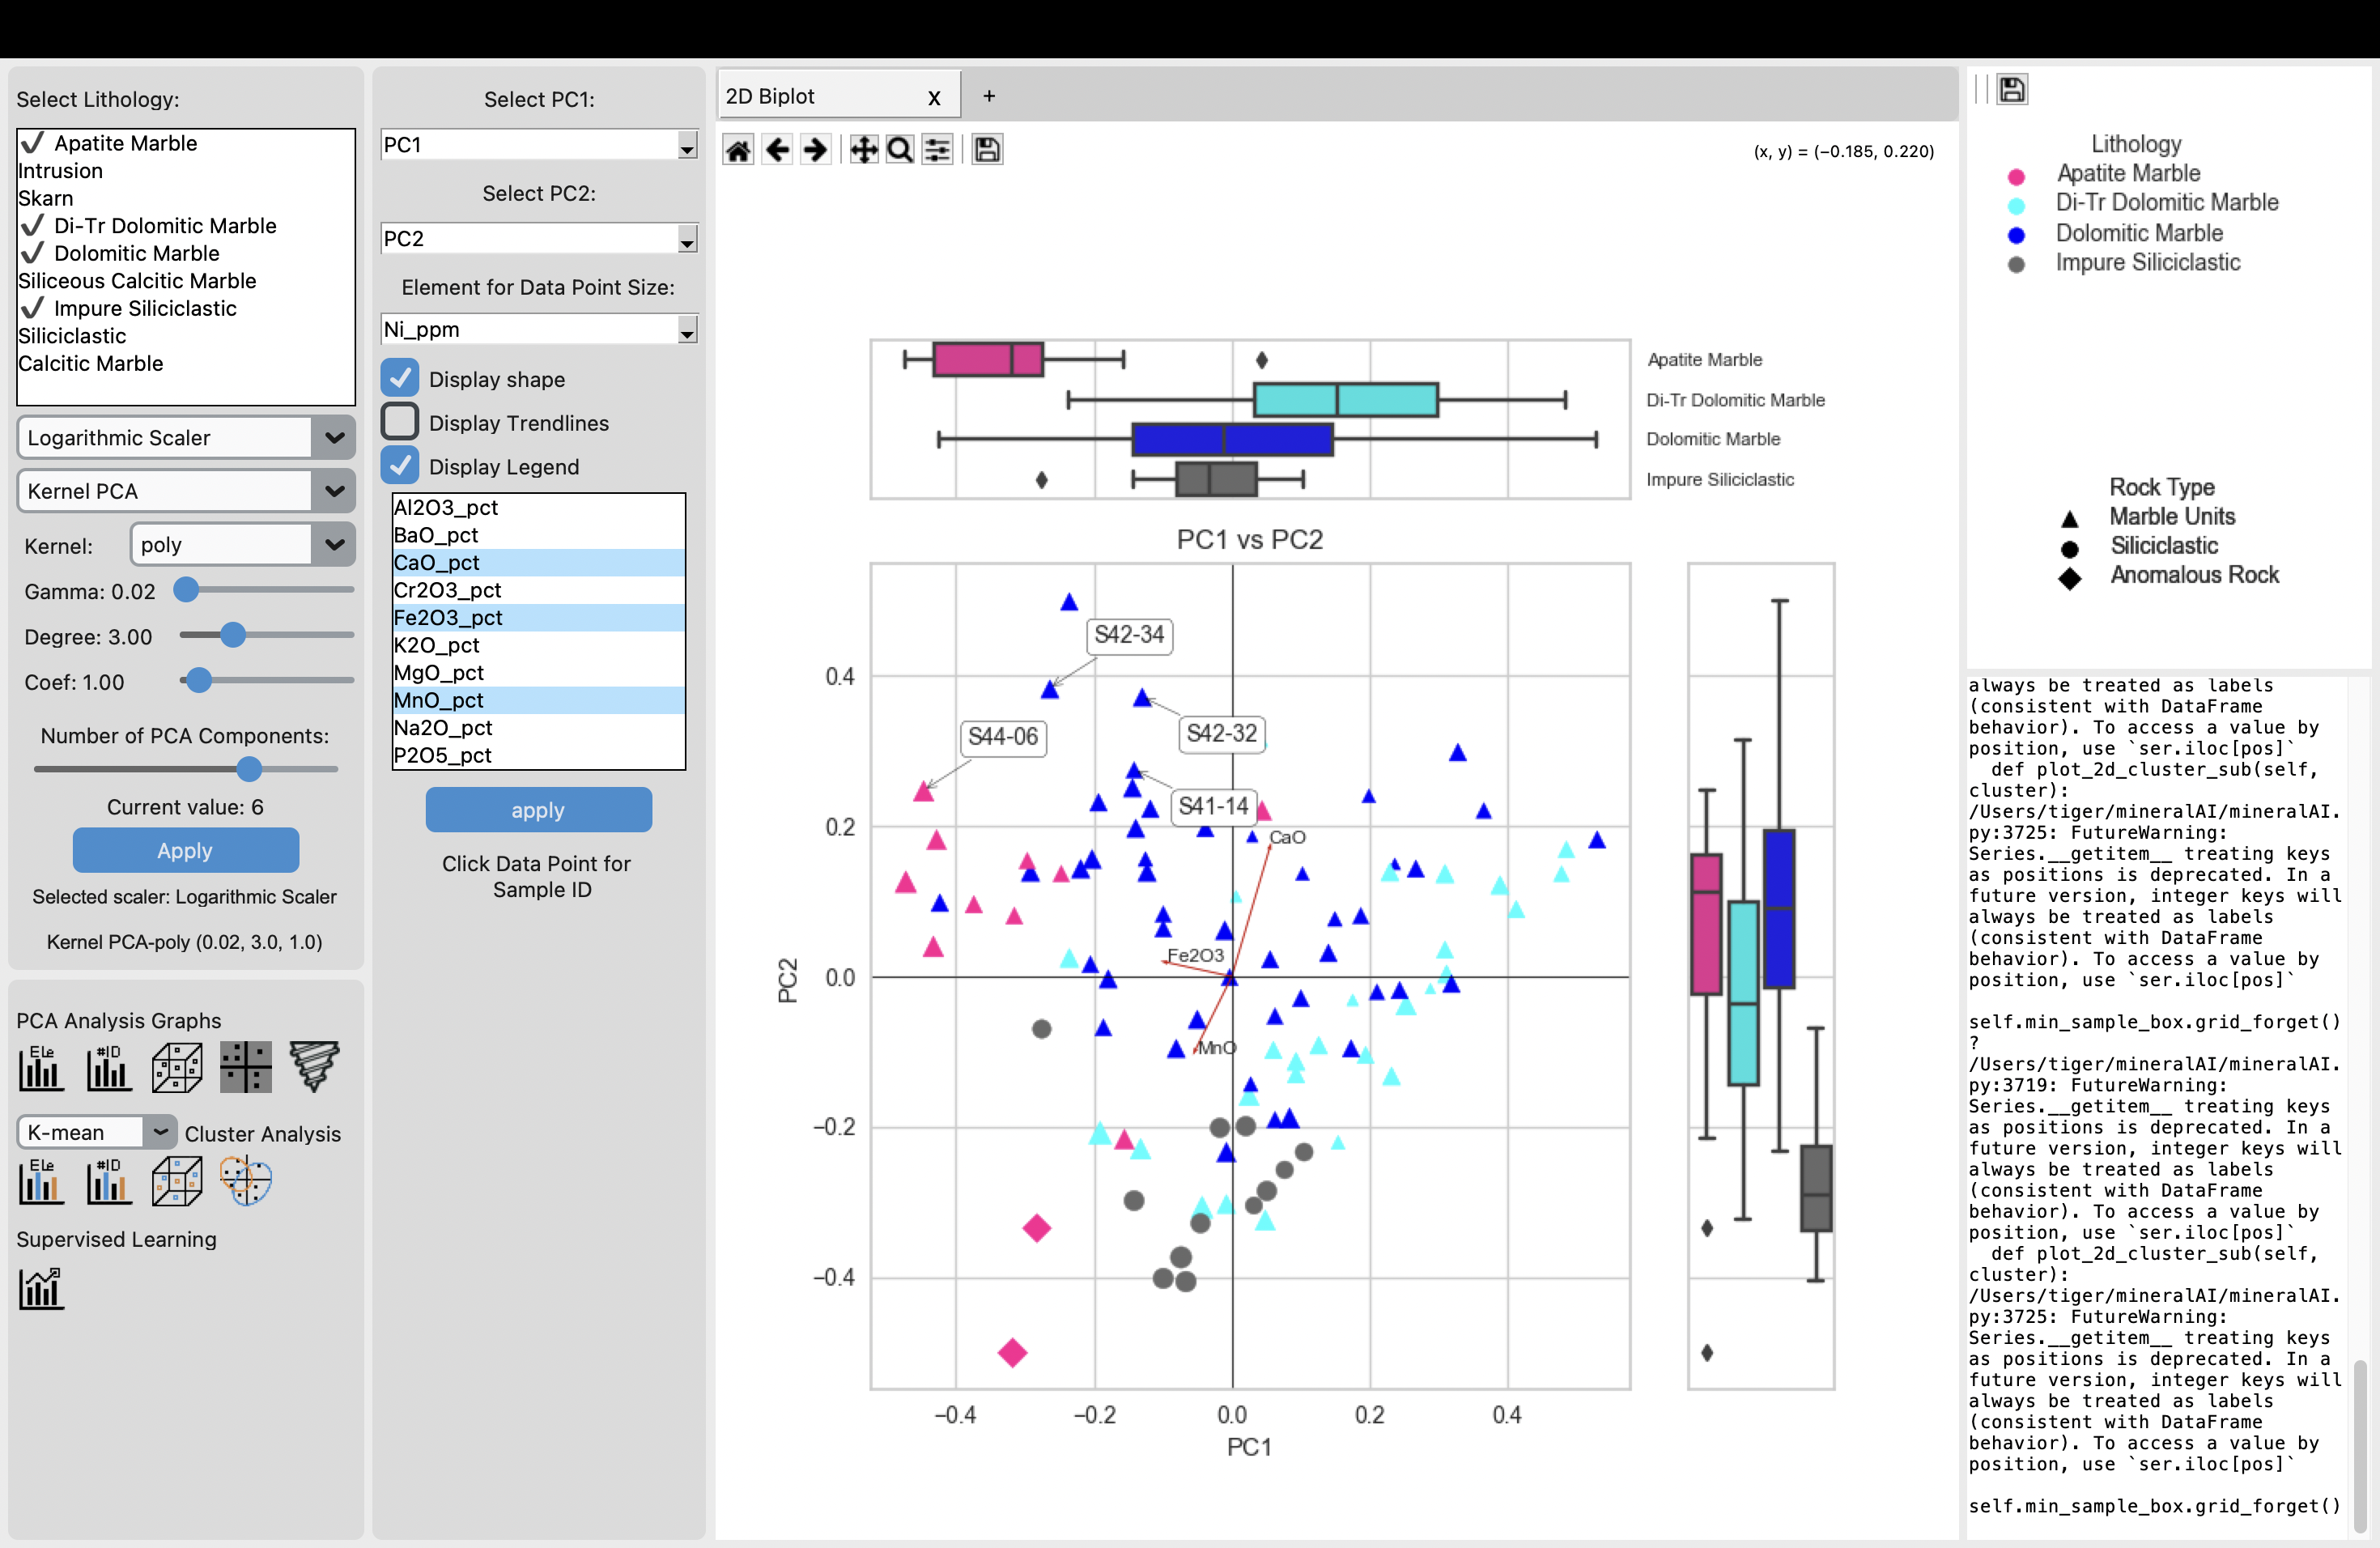 Select Lithology:
✓ Apatite Marble
Intrusion
Skarn
✓ Di-Tr Dolomitic Marble
✓ Dolomitic Marble
Siliceous Calcitic Marble
✓ Impure Siliciclastic
Siliciclastic
Calcitic Marble
Logarithmic Scaler
Kernel PCA
Kernel: poly
Gamma: 0.02
Degree: 3.00
Coef: 1.00
Number of PCA Components:
Current value: 6
Apply
Selected scaler: Logarithmic Scaler
Kernel PCA-poly (0.02, 3.0, 1.0)
PCA Analysis Graphs
ELe #ID
K-mean Cluster Analysis
ELe #ID
Supervised Learning
Select PC1:
PC1
Select PC2:
PC2
Element for Data Point Size:
Ni_ppm
Display shape
Display Trendlines
Display Legend
Al2O3_pct
BaO_pct
CaO_pct
Cr2O3_pct
Fe2O3_pct
K2O_pct
MgO_pct
MnO_pct
Na2O_pct
P2O5_pct
apply
Click Data Point for
Sample ID
2D Biplot x +
(x, y) = (−0.185, 0.220)
Apatite Marble
Di-Tr Dolomitic Marble
Dolomitic Marble
Impure Siliciclastic
PC1 vs PC2
S42-34
S42-32
S44-06
S41-14
CaO
Fe2O3
MnO
PC2
0.4
0.2
0.0
−0.2
−0.4
−0.4 −0.2 0.0 0.2 0.4
PC1
Lithology
Apatite Marble
Di-Tr Dolomitic Marble
Dolomitic Marble
Impure Siliciclastic
Rock Type
Marble Units
Siliciclastic
Anomalous Rock
always be treated as labels
(consistent with DataFrame
behavior). To access a value by
position, use `ser.iloc[pos]`
def plot_2d_cluster_sub(self,
cluster):
/Users/tiger/mineralAI/mineralAI.
py:3725: FutureWarning:
Series.__getitem__ treating keys
as positions is deprecated. In a
future version, integer keys will
always be treated as labels
(consistent with DataFrame
behavior). To access a value by
position, use `ser.iloc[pos]`
self.min_sample_box.grid_forget()
?
/Users/tiger/mineralAI/mineralAI.
py:3719: FutureWarning:
Series.__getitem__ treating keys
as positions is deprecated. In a
future version, integer keys will
always be treated as labels
(consistent with DataFrame
behavior). To access a value by
position, use `ser.iloc[pos]`
def plot_2d_cluster_sub(self,
cluster):
/Users/tiger/mineralAI/mineralAI.
py:3725: FutureWarning:
Series.__getitem__ treating keys
as positions is deprecated. In a
future version, integer keys will
always be treated as labels
(consistent with DataFrame
behavior). To access a value by
position, use `ser.iloc[pos]`
self.min_sample_box.grid_forget()